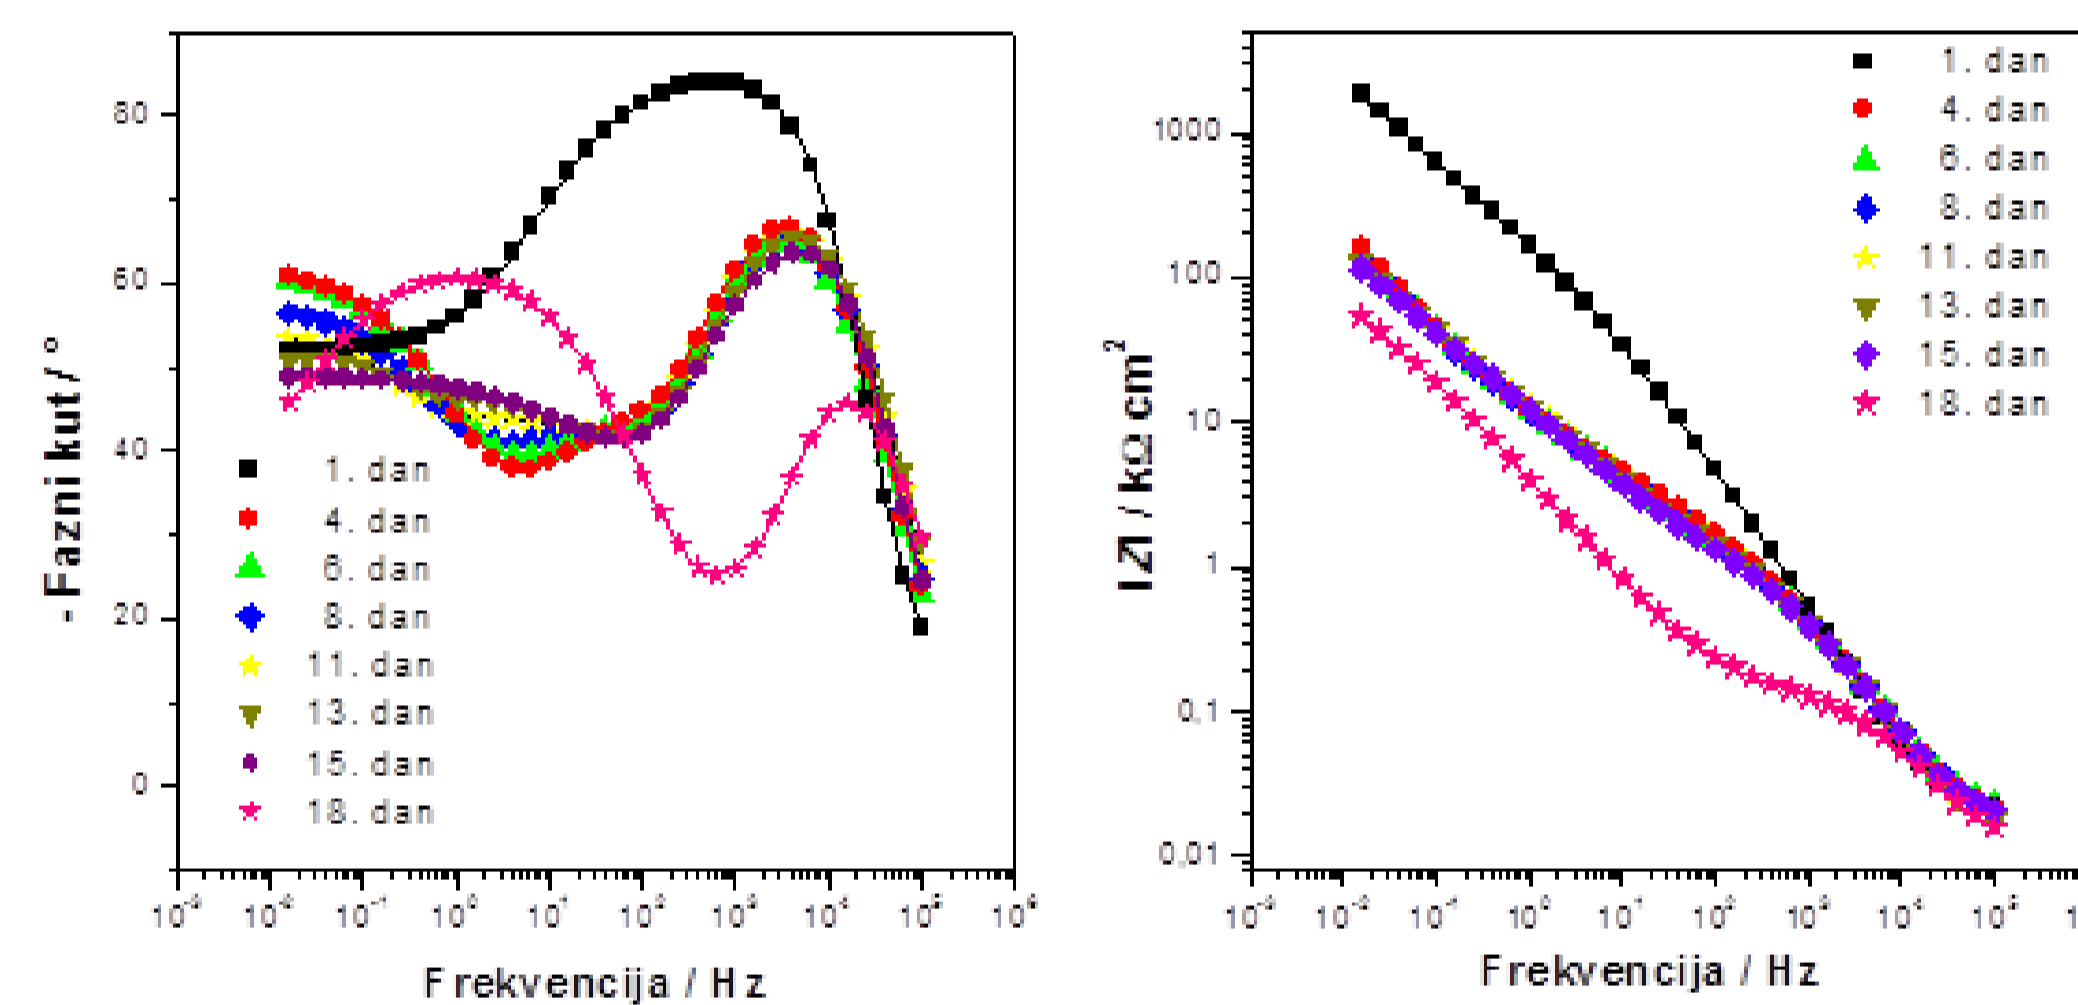 - Fazni kut / °
80
60
40
20
0
1. dan
4. dan
6. dan
8. dan
11. dan
13. dan
15. dan
18. dan
Frekvencija / Hz
IZI / kΩ cm²
1000
100
10
1
0,1
0,01
1. dan
4. dan
6. dan
8. dan
11. dan
13. dan
15. dan
18. dan
Frekvencija / Hz